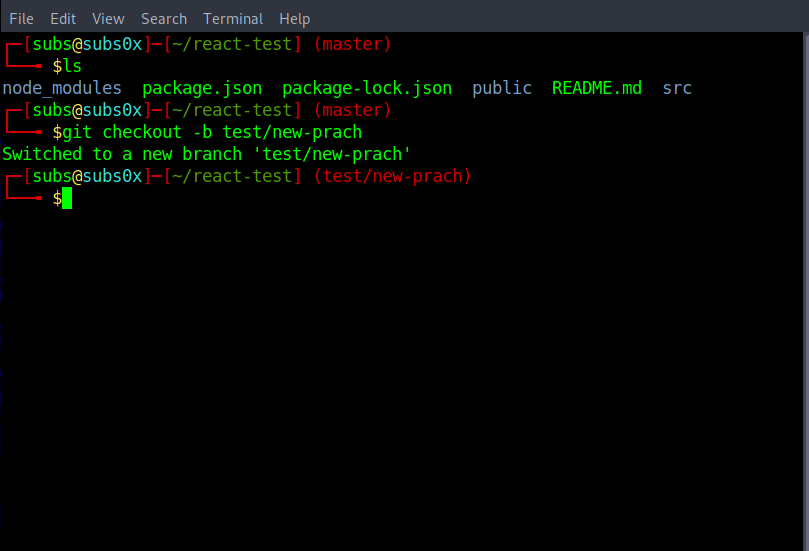 File Edit View Search Terminal Help
┌─[subs@subs0x]─[~/react-test] (master)
└──╼ $ls
node_modules package.json package-lock.json public README.md src
┌─[subs@subs0x]─[~/react-test] (master)
└──╼ $git checkout -b test/new-prach
Switched to a new branch 'test/new-prach'
┌─[subs@subs0x]─[~/react-test] (test/new-prach)
└──╼ $